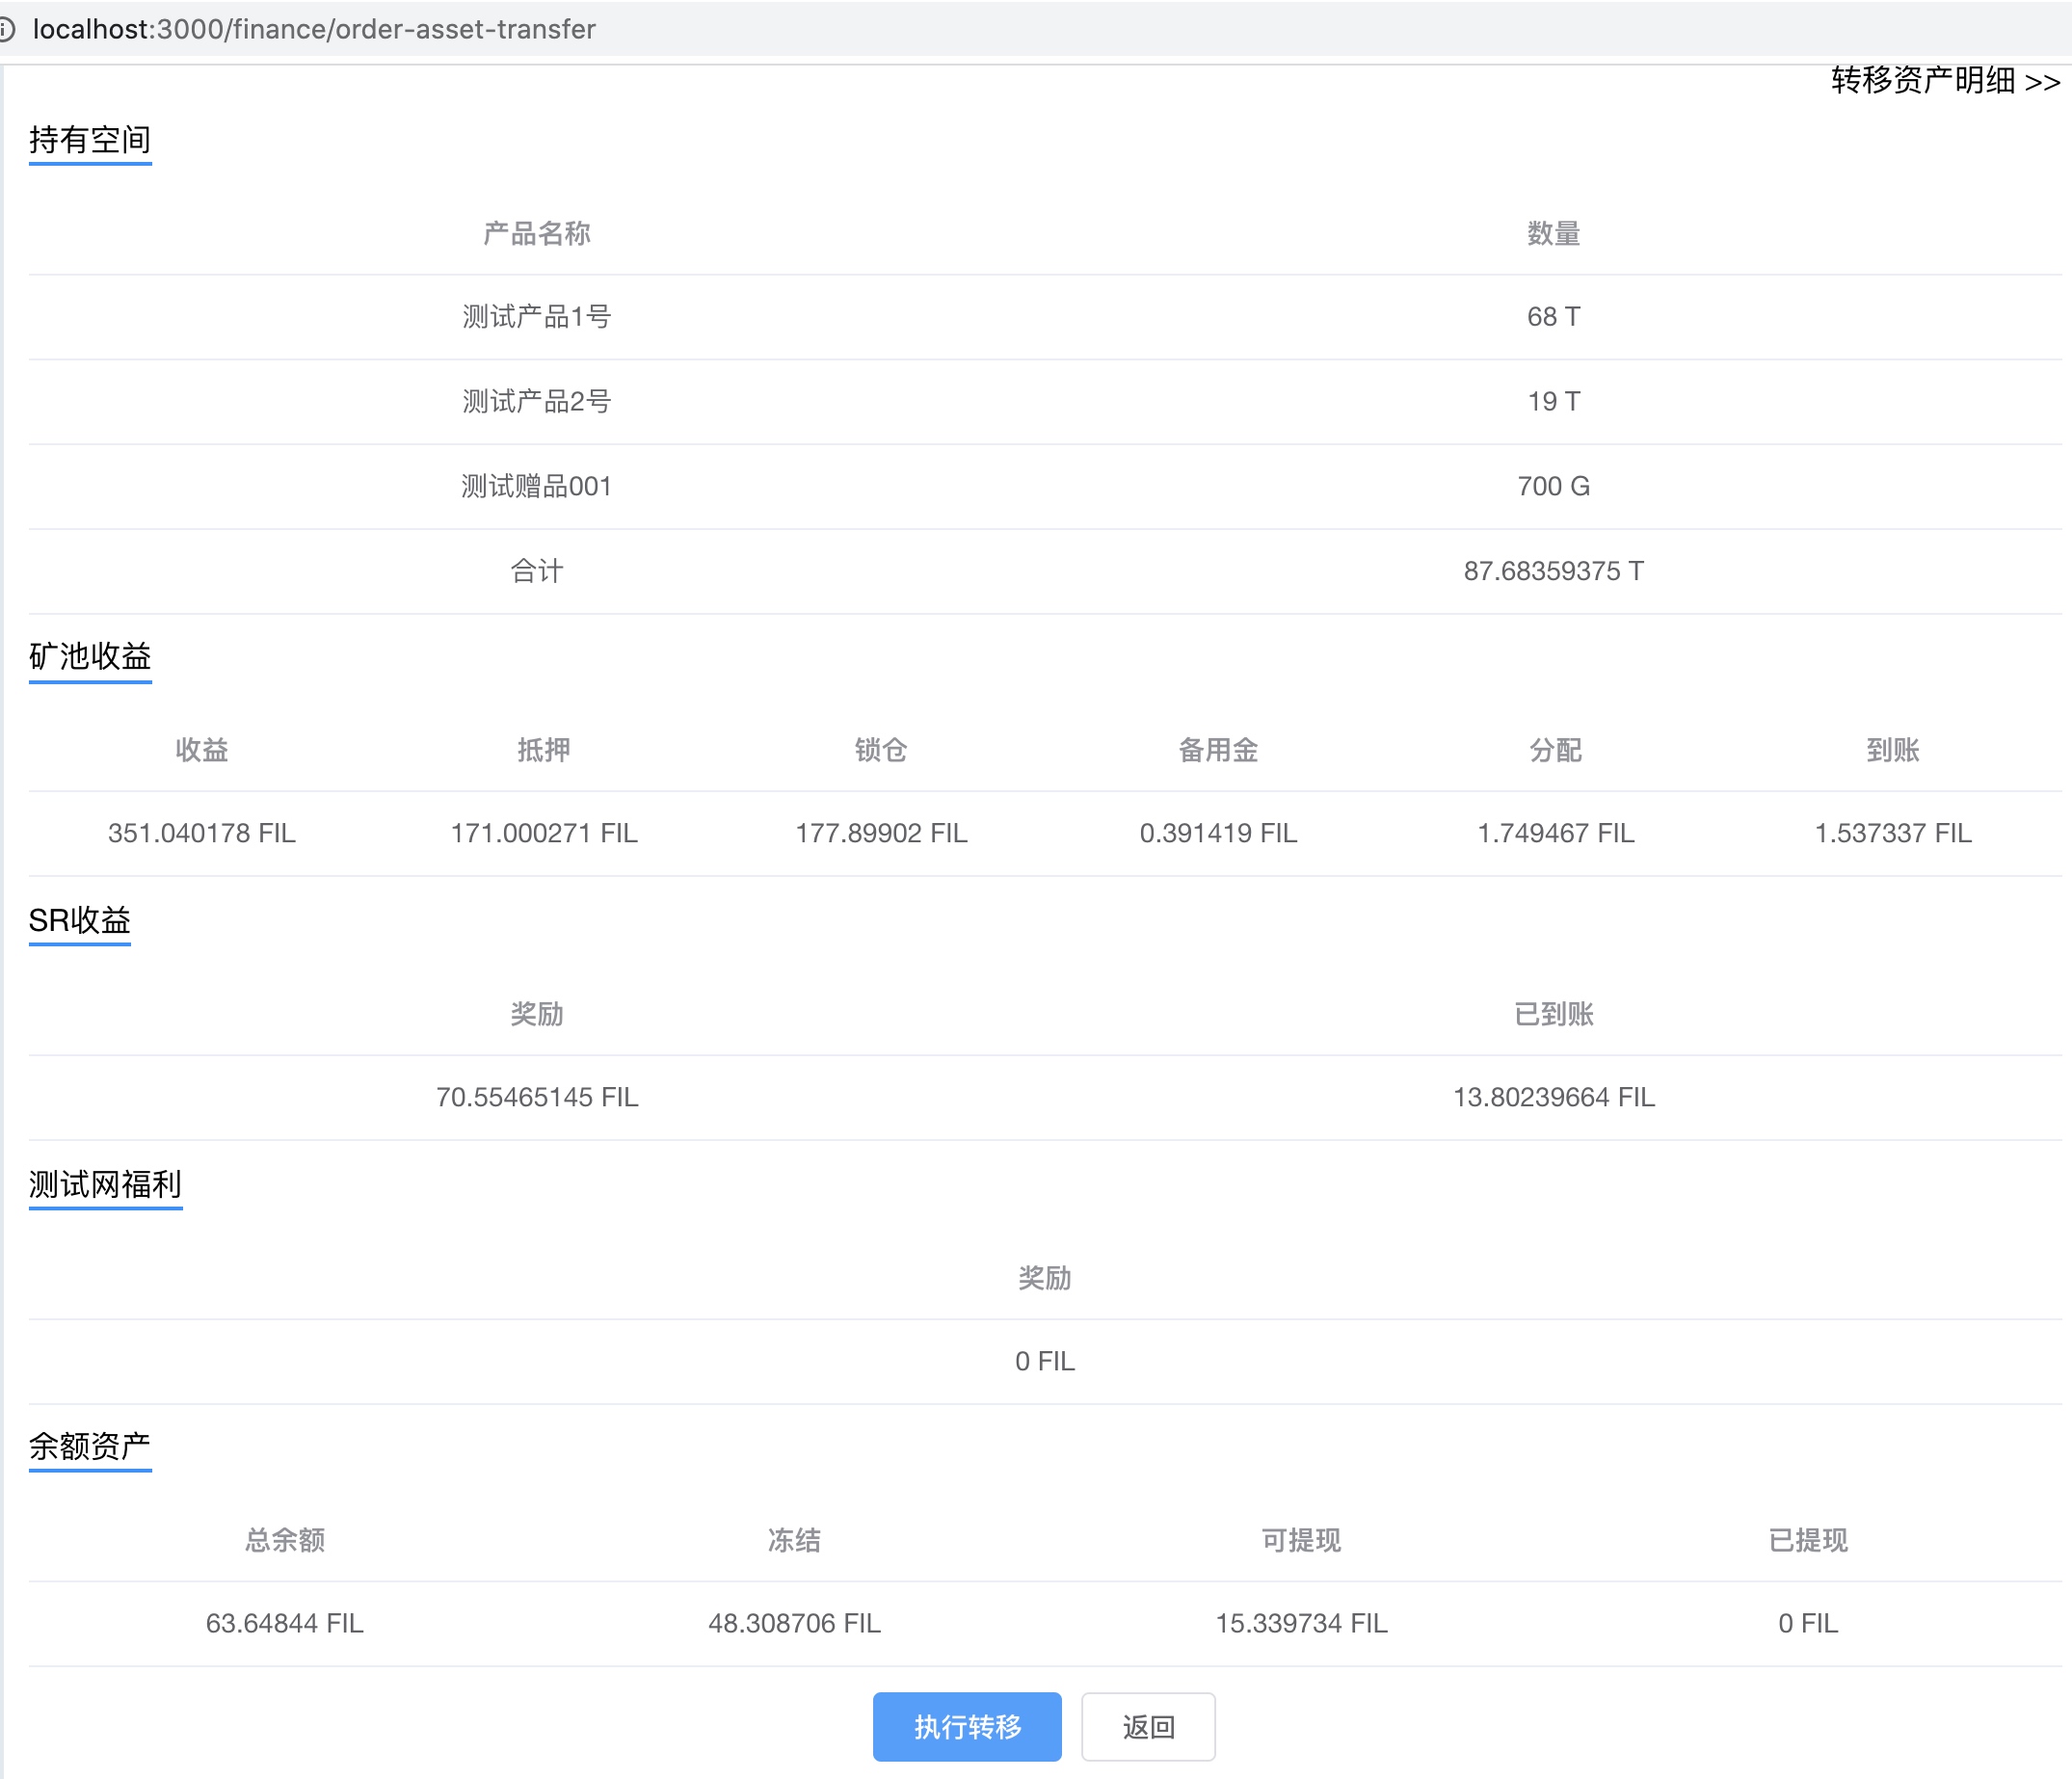 localhost:3000/finance/order-asset-transfer
转移资产明细 >>
持有空间
产品名称 数量
测试产品1号 68 T
测试产品2号 19 T
测试赠品001 700 G
合计 87.68359375 T
矿池收益
收益 抵押 锁仓 备用金 分配 到账
351.040178 FIL 171.000271 FIL 177.89902 FIL 0.391419 FIL 1.749467 FIL 1.537337 FIL
SR收益
奖励 已到账
70.55465145 FIL 13.80239664 FIL
测试网福利
奖励
0 FIL
余额资产
总余额 冻结 可提现 已提现
63.64844 FIL 48.308706 FIL 15.339734 FIL 0 FIL
执行转移 返回